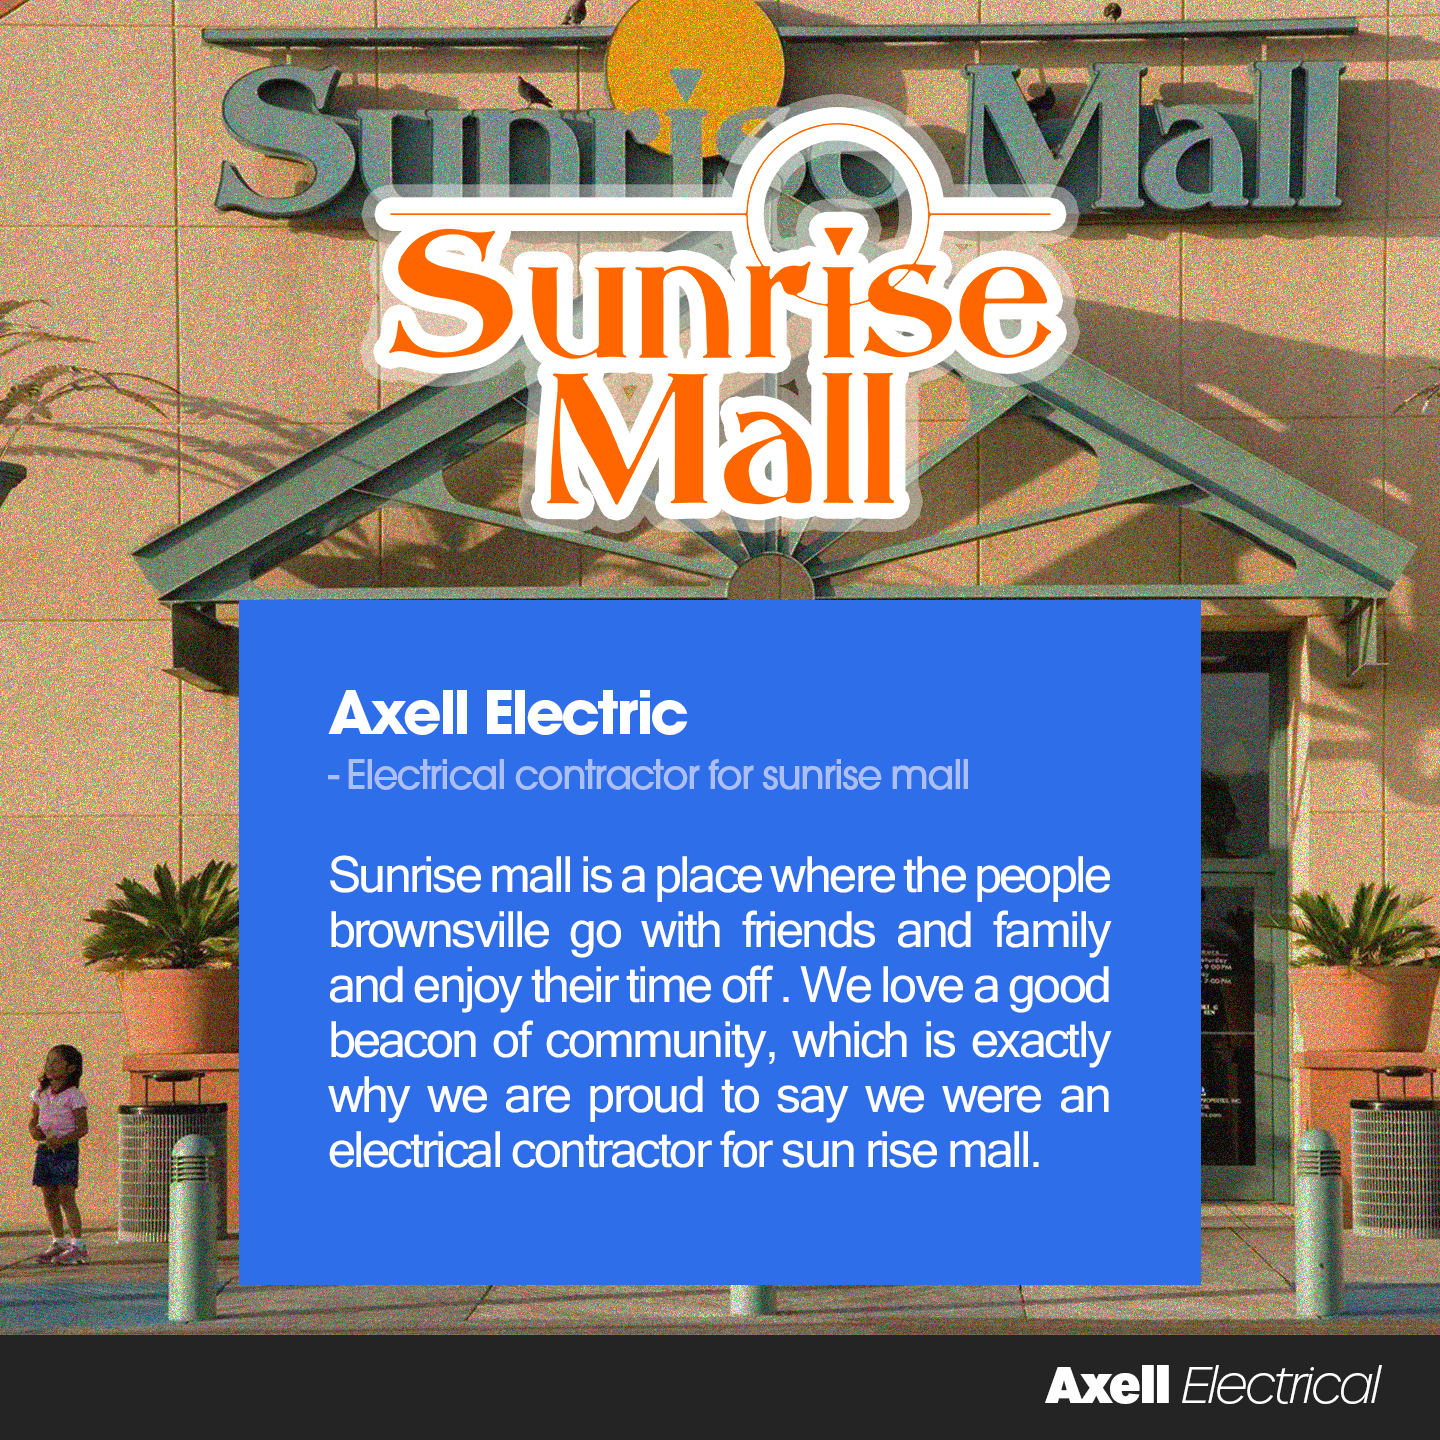 Sunrise Mall
Sunrise
Mall
Axell Electric
- Electrical contractor for sunrise mall
Sunrise mall is a place where the people
brownsville go with friends and family
and enjoy their time off . We love a good
beacon of community, which is exactly
why we are proud to say we were an
electrical contractor for sun rise mall.
Axell Electrical